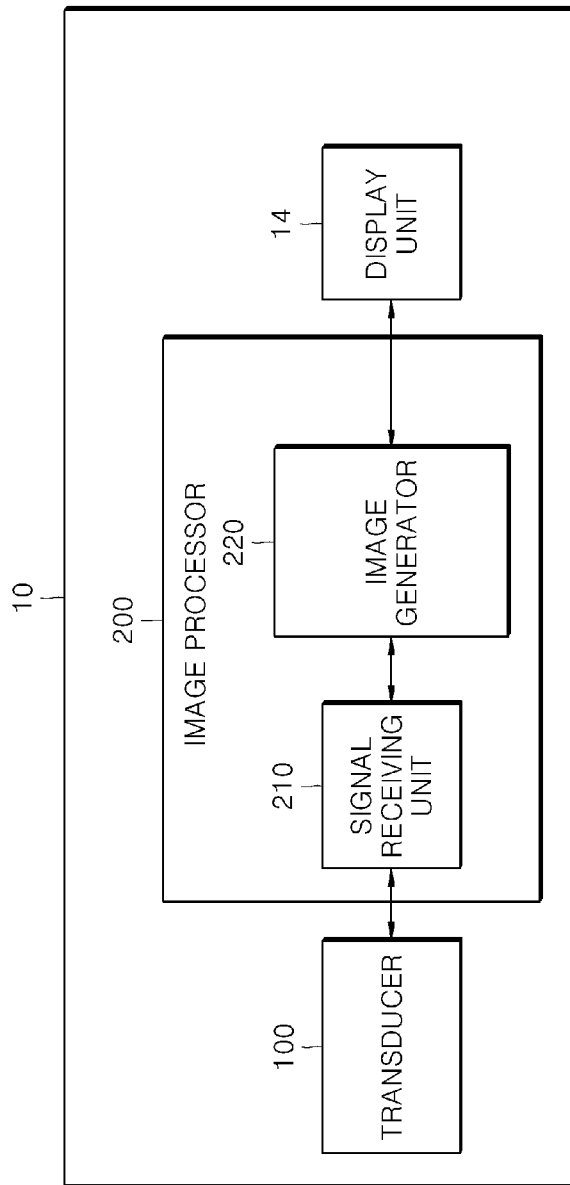 10
200
IMAGE PROCESSOR
100
TRANSDUCER
210
SIGNAL
RECEIVING
UNIT
220
IMAGE
GENERATOR
14
DISPLAY
UNIT